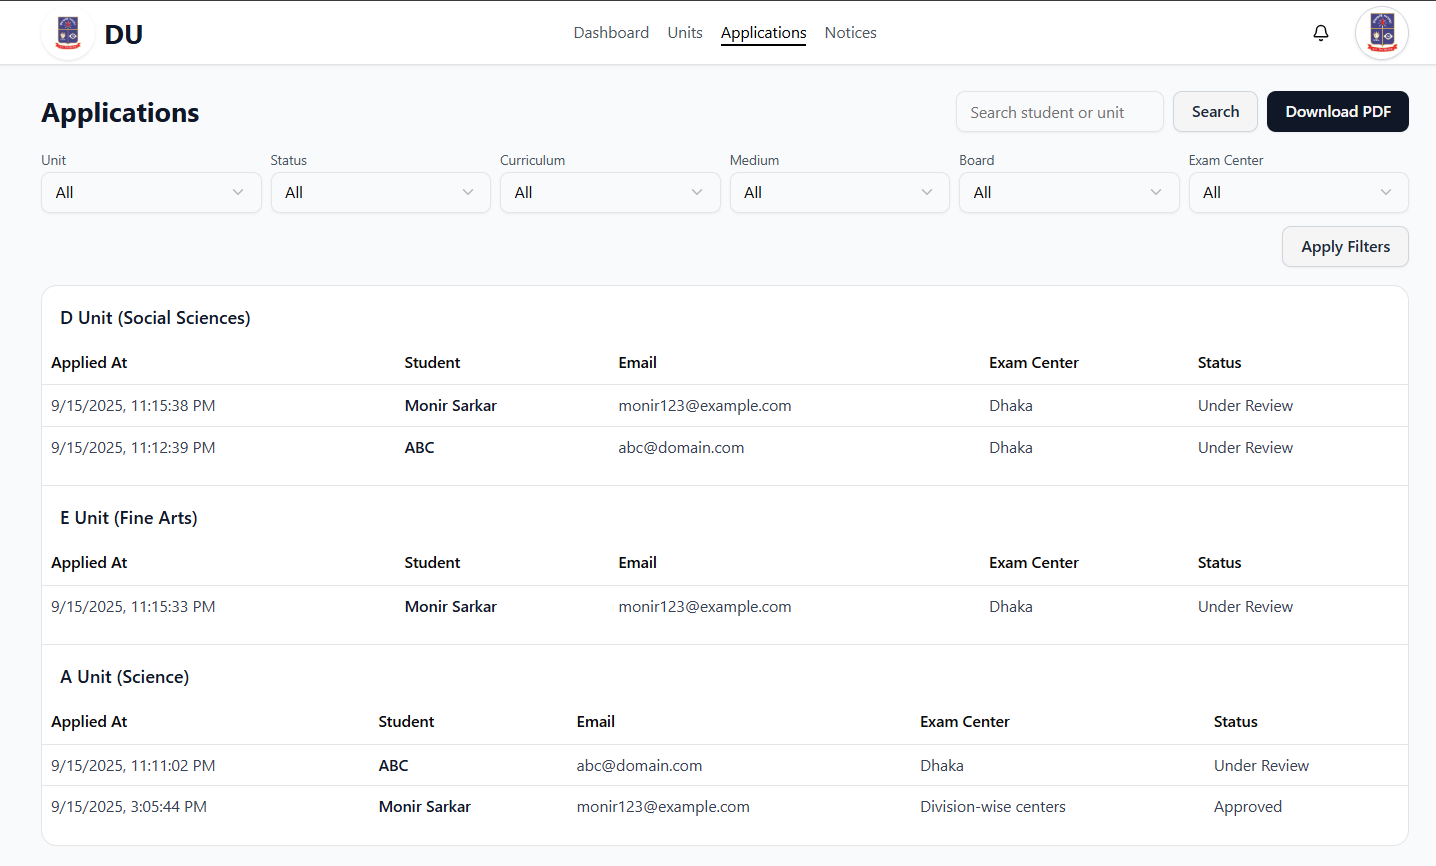 DU Dashboard Units Applications Notices
Applications Search student or unit Search Download PDF
Unit Status Curriculum Medium Board Exam Center
All All All All All All
Apply Filters
D Unit (Social Sciences)
Applied At Student Email Exam Center Status
9/15/2025, 11:15:38 PM Monir Sarkar monir123@example.com Dhaka Under Review
9/15/2025, 11:12:39 PM ABC abc@domain.com Dhaka Under Review
E Unit (Fine Arts)
Applied At Student Email Exam Center Status
9/15/2025, 11:15:33 PM Monir Sarkar monir123@example.com Dhaka Under Review
A Unit (Science)
Applied At Student Email Exam Center Status
9/15/2025, 11:11:02 PM ABC abc@domain.com Dhaka Under Review
9/15/2025, 3:05:44 PM Monir Sarkar monir123@example.com Division-wise centers Approved